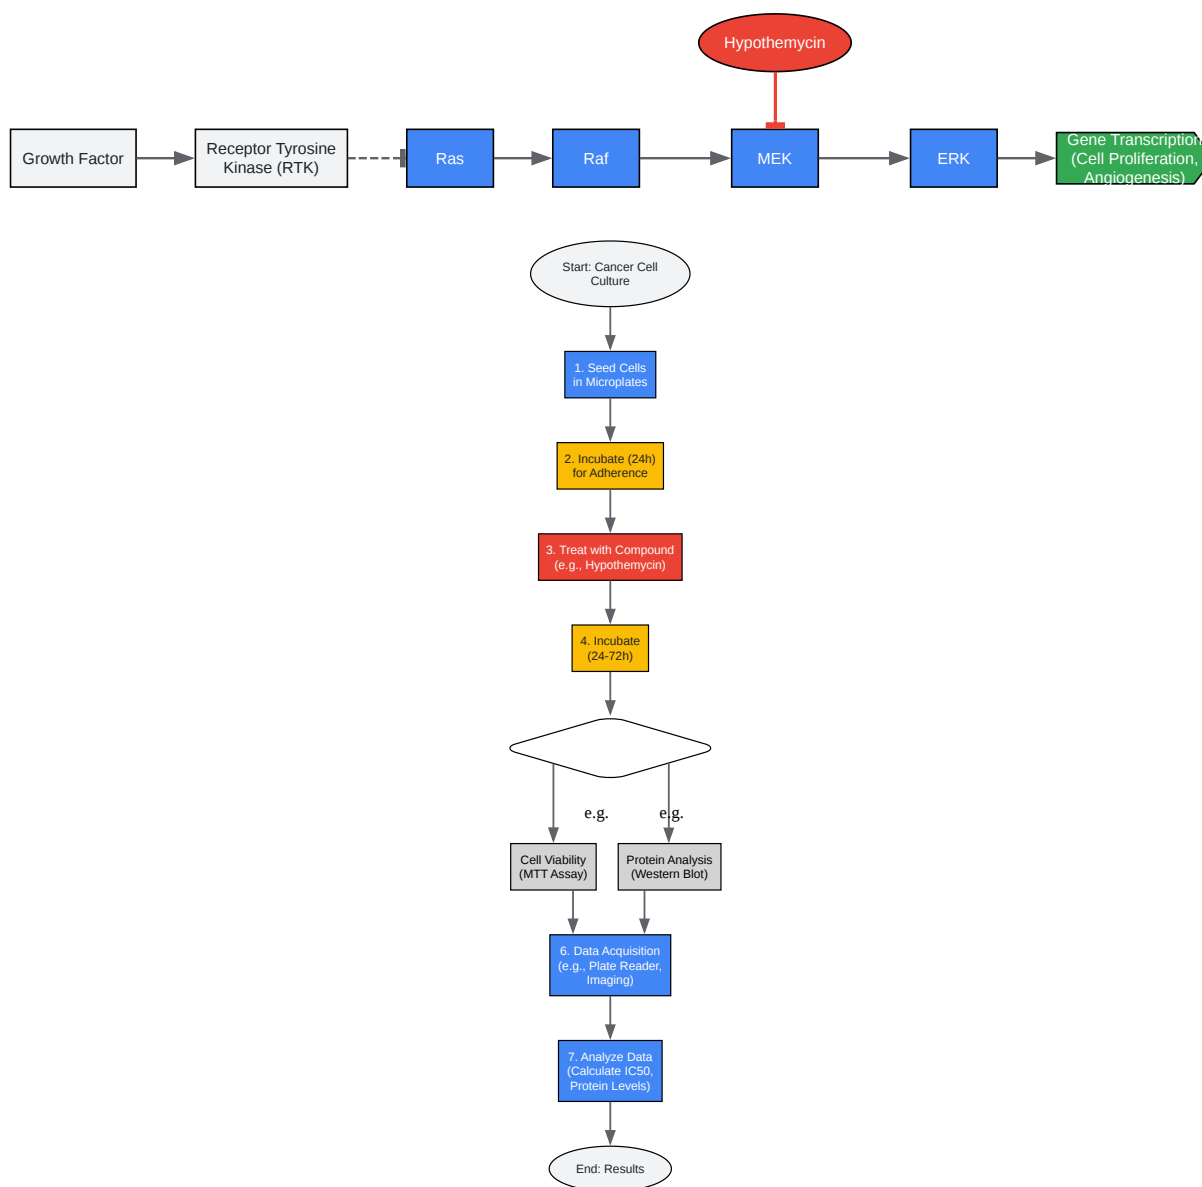 Hypothemycin
Growth Factor
Receptor Tyrosine
Kinase (RTK)
Ras
Raf
MEK
ERK
Gene Transcription
(Cell Proliferation,
Angiogenesis)
Start: Cancer Cell
Culture
1. Seed Cells
in Microplates
2. Incubate (24h)
for Adherence
3. Treat with Compound
(e.g., Hypothemycin)
4. Incubate
(24-72h)
e.g.
e.g.
Cell Viability
(MTT Assay)
Protein Analysis
(Western Blot)
6. Data Acquisition
(e.g., Plate Reader,
Imaging)
7. Analyze Data
(Calculate IC50,
Protein Levels)
End: Results